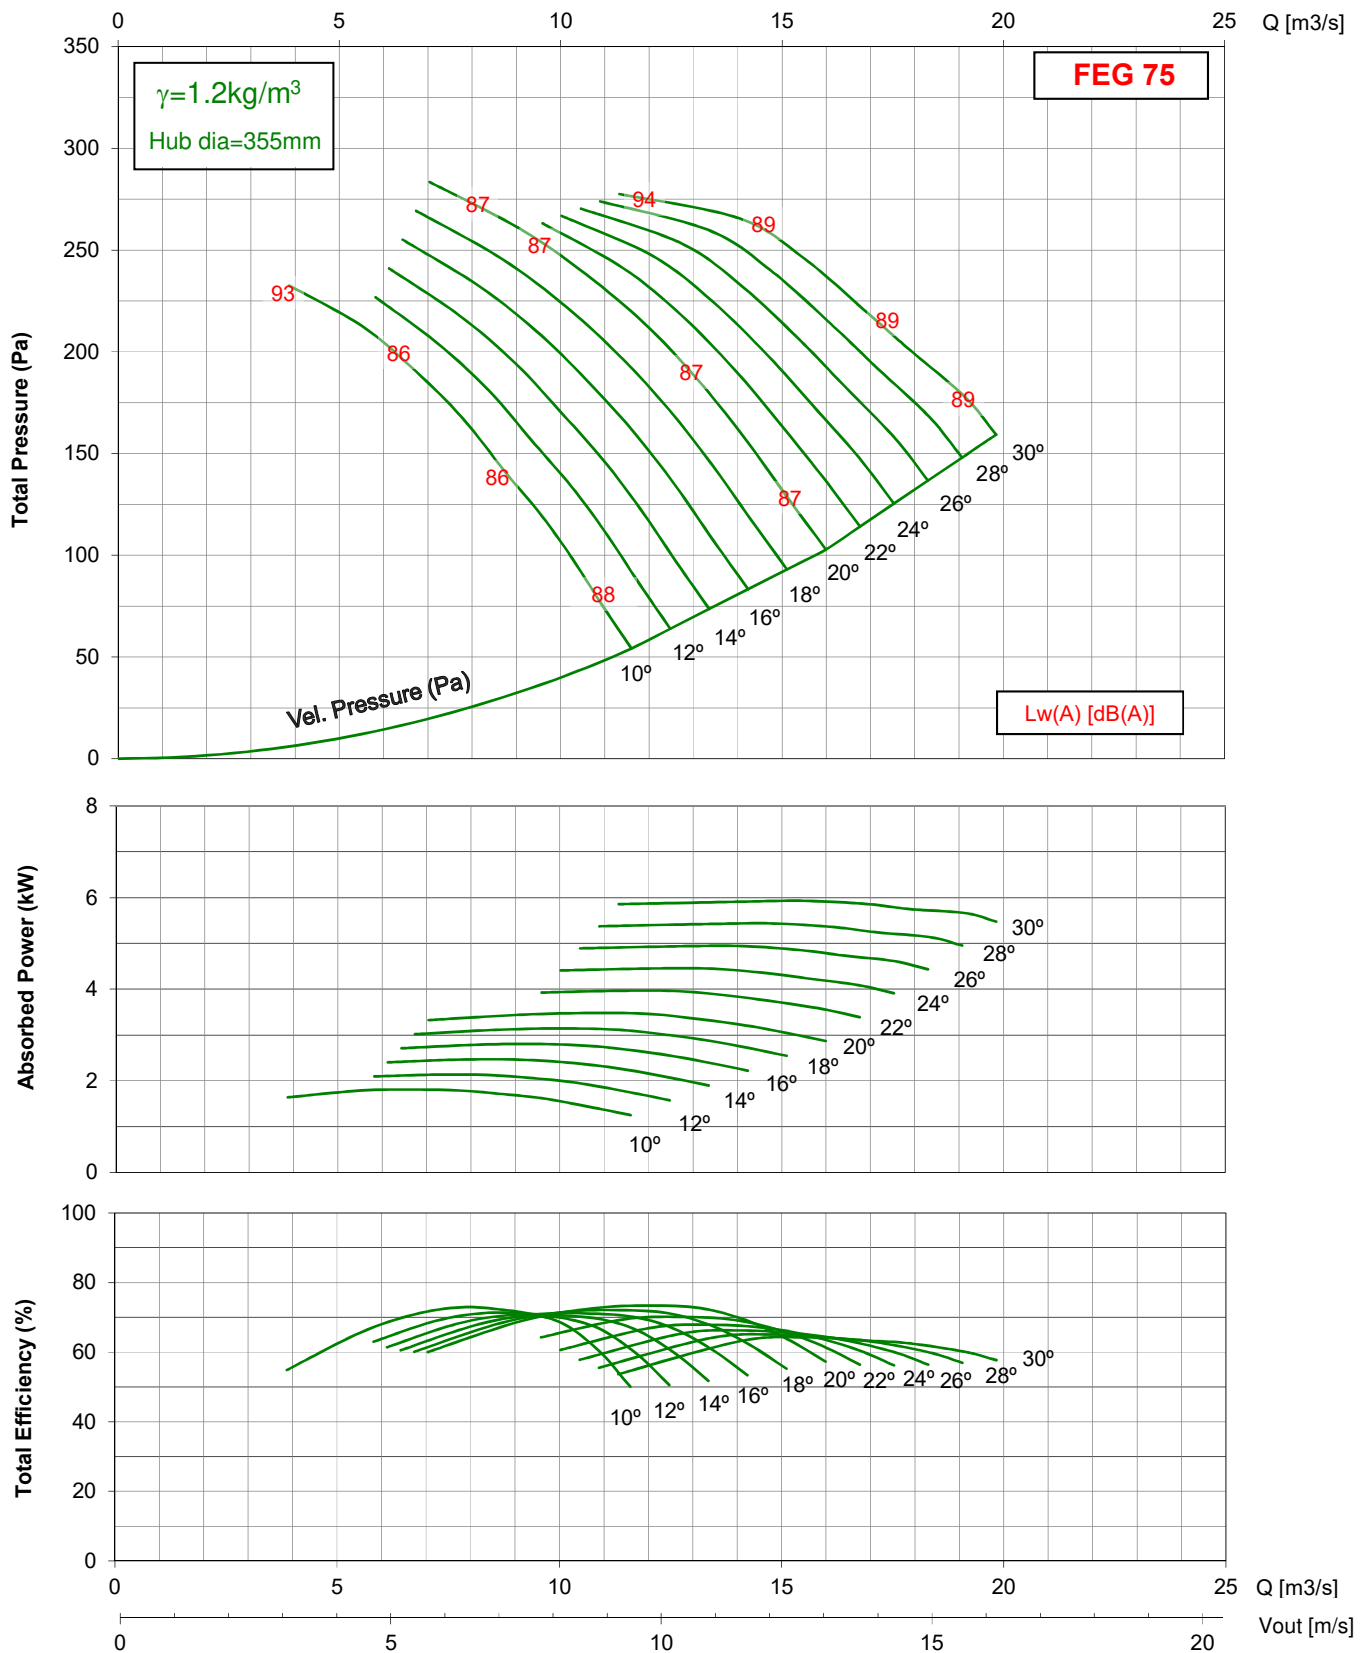 0 5 10 15 20 25 Q [m3/s]
350
300
250
200
150
100
50
0
Total Pressure (Pa)
γ=1.2kg/m³
Hub dia=355mm
FEG 75
93
86
86
88
87
87
87
87
94
89
89
89
30º
28º
26º
24º
22º
20º
18º
16º
14º
12º
10º
Vel. Pressure (Pa)
Lw(A) [dB(A)]
8
6
4
2
0
Absorbed Power (kW)
30º
28º
26º
24º
22º
20º
18º
16º
14º
12º
10º
100
80
60
40
20
0
Total Efficiency (%)
10º
12º
14º
16º
18º
20º
22º
24º
26º
28º
30º
0 5 10 15 20 25 Q [m3/s]
0 5 10 15 20 Vout [m/s]